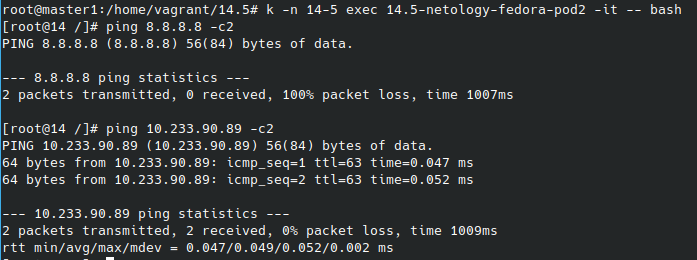 root@master1:/home/vagrant/14.5# k -n 14-5 exec 14.5-netology-fedora-pod2 -it -- bash
[root@14 /]# ping 8.8.8.8 -c2
PING 8.8.8.8 (8.8.8.8) 56(84) bytes of data.

--- 8.8.8.8 ping statistics ---
2 packets transmitted, 0 received, 100% packet loss, time 1007ms

[root@14 /]# ping 10.233.90.89 -c2
PING 10.233.90.89 (10.233.90.89) 56(84) bytes of data.
64 bytes from 10.233.90.89: icmp_seq=1 ttl=63 time=0.047 ms
64 bytes from 10.233.90.89: icmp_seq=2 ttl=63 time=0.052 ms

--- 10.233.90.89 ping statistics ---
2 packets transmitted, 2 received, 0% packet loss, time 1009ms
rtt min/avg/max/mdev = 0.047/0.049/0.052/0.002 ms